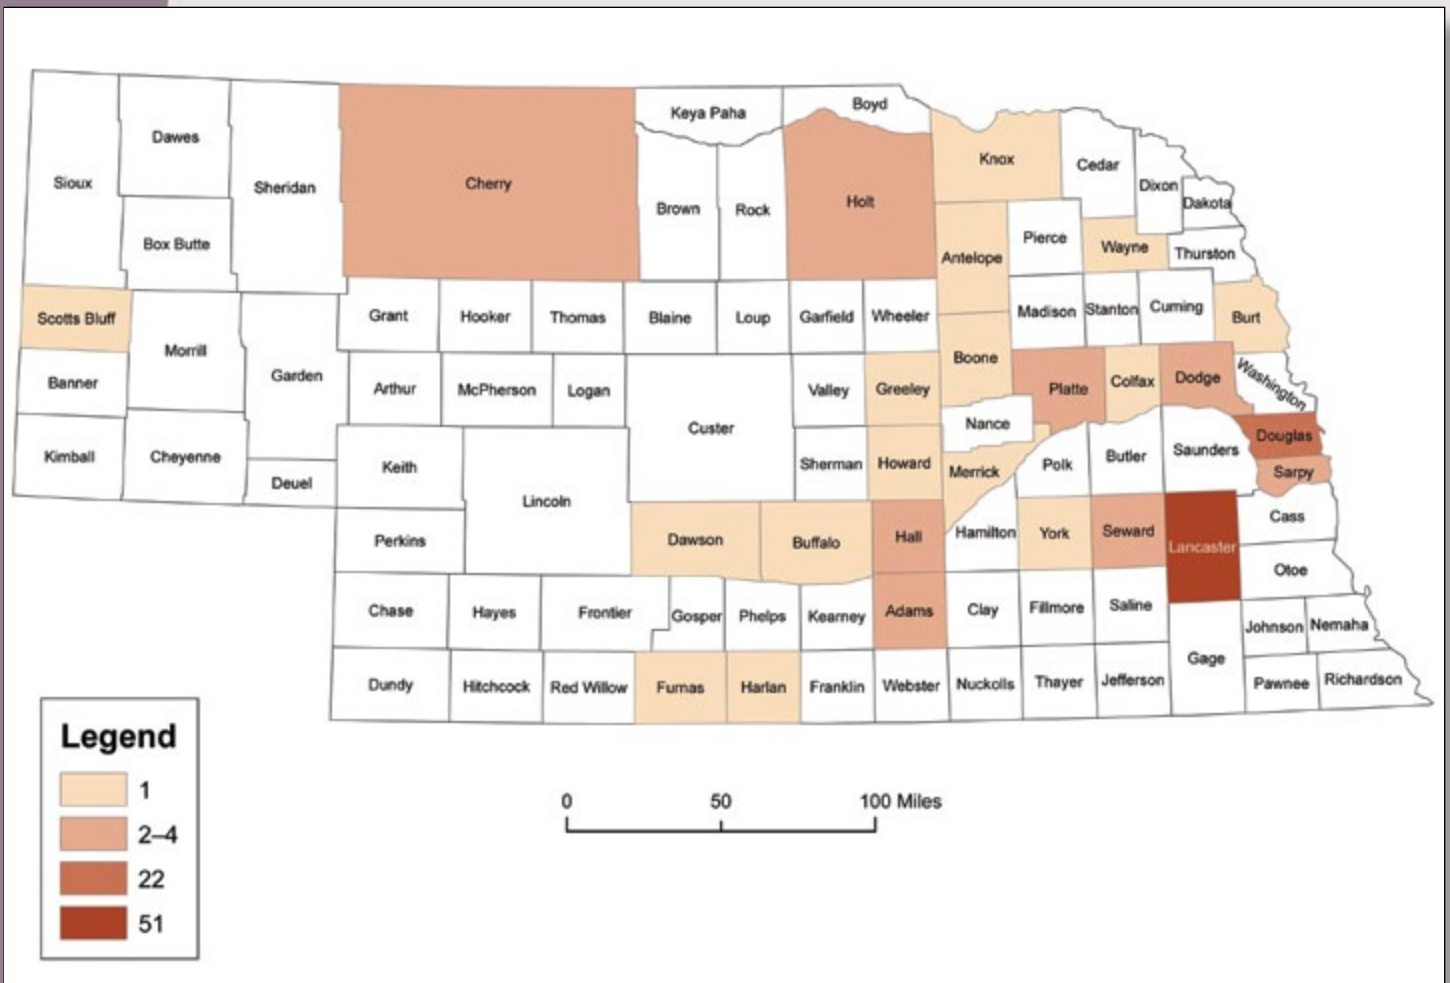 Keya Paha
Boyd
Dawes
Knox
Cedar
Sioux
Sheridan
Cherry
Dixon
Holt
Brown
Rock
Dakota
Box Butte
Pierce
Wayne
Antelope
Thurston
Scotts Bluff
Grant
Hooker
Thomas
Blaine
Loup
Garfield
Wheeler
Madison
Stanton
Cuming
Burt
Morrill
Garden
Boone
Banner
Arthur
McPherson
Logan
Valley
Greeley
Platte
Colfax
Dodge
Washington
Custer
Nance
Douglas
Kimball
Cheyenne
Keith
Sherman
Howard
Merrick
Polk
Butler
Saunders
Sarpy
Deuel
Lincoln
Cass
Perkins
Dawson
Buffalo
Hall
Hamilton
York
Seward
Lancaster
Otoe
Chase
Hayes
Frontier
Gosper
Phelps
Kearney
Adams
Clay
Fillmore
Saline
Johnson
Nemaha
Gage
Dundy
Hitchcock
Red Willow
Furnas
Harlan
Franklin
Webster
Nuckolls
Thayer
Jefferson
Pawnee
Richardson
Legend
1
2–4
22
51
0 50 100 Miles